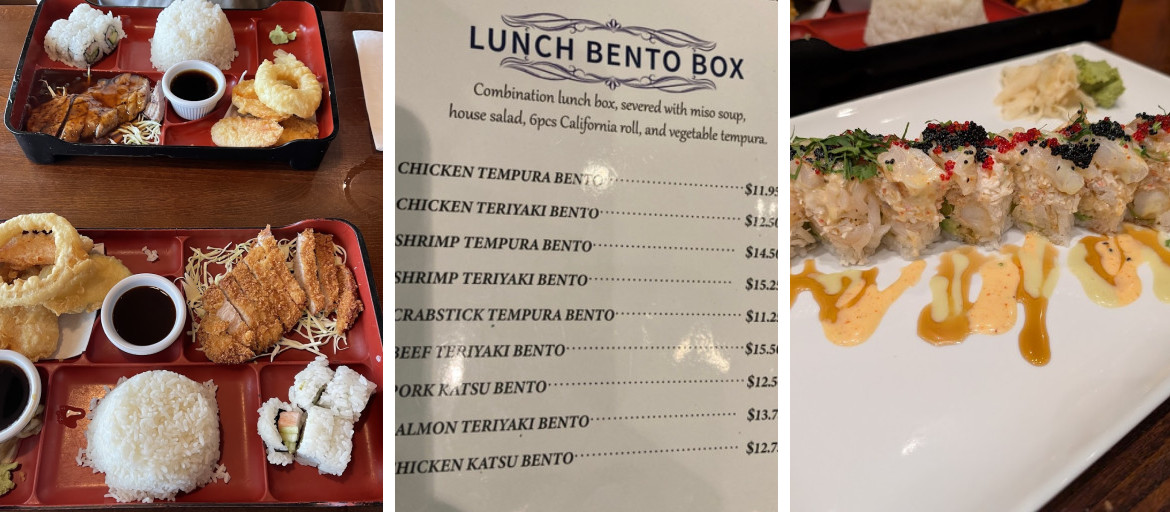 LUNCH BENTO BOX
Combination lunch box, severed with miso soup,
house salad, 6pcs California roll, and vegetable tempura.
CHICKEN TEMPURA BENTO $11.95
CHICKEN TERIYAKI BENTO $12.50
SHRIMP TEMPURA BENTO $14.50
SHRIMP TERIYAKI BENTO $15.25
CRABSTICK TEMPURA BENTO $11.2
BEEF TERIYAKI BENTO $15.50
PORK KATSU BENTO $12.5
ALMON TERIYAKI BENTO $13.7
HICKEN KATSU BENTO $12.7